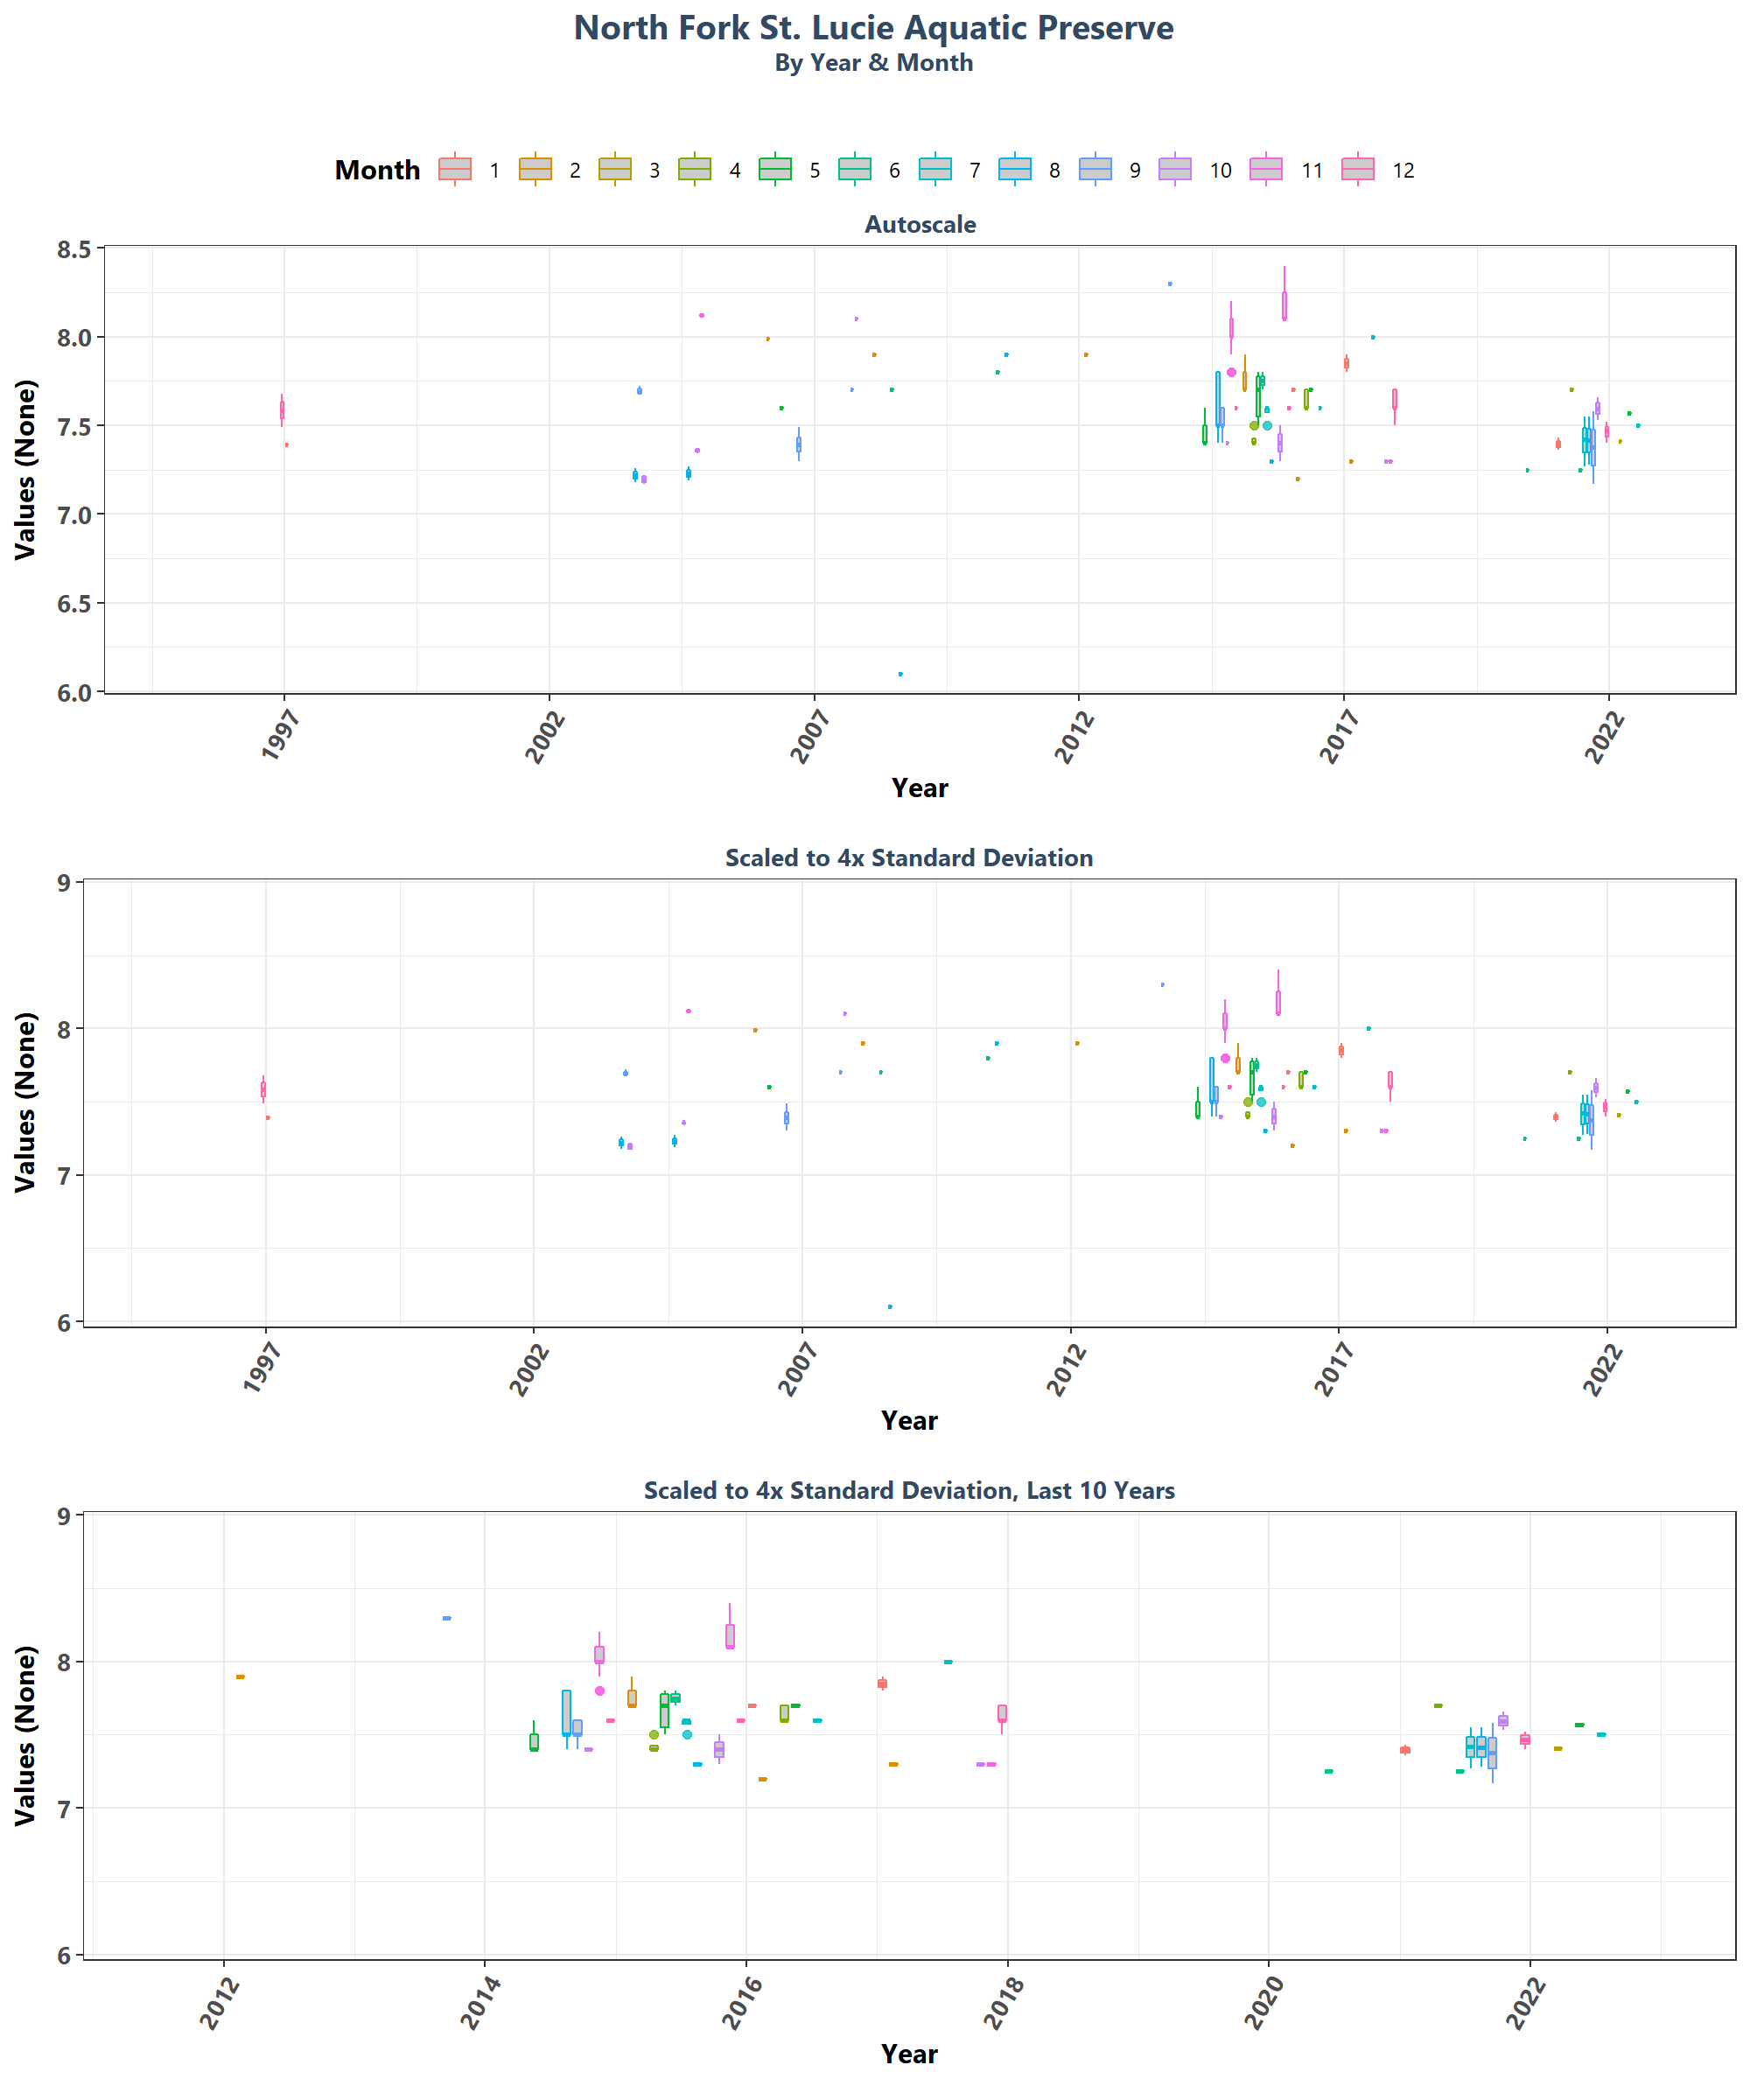 North Fork St. Lucie Aquatic Preserve
By Year & Month
Month 1 2 3 4 5 6 7 8 9 10 11 12
Autoscale
8.5
8.0
7.5
7.0
6.5
6.0
Values (None)
1997 2002 2007 2012 2017 2022
Year
Scaled to 4x Standard Deviation
9
8
7
6
Values (None)
1997 2002 2007 2012 2017 2022
Year
Scaled to 4x Standard Deviation, Last 10 Years
9
8
7
6
Values (None)
2012 2014 2016 2018 2020 2022
Year